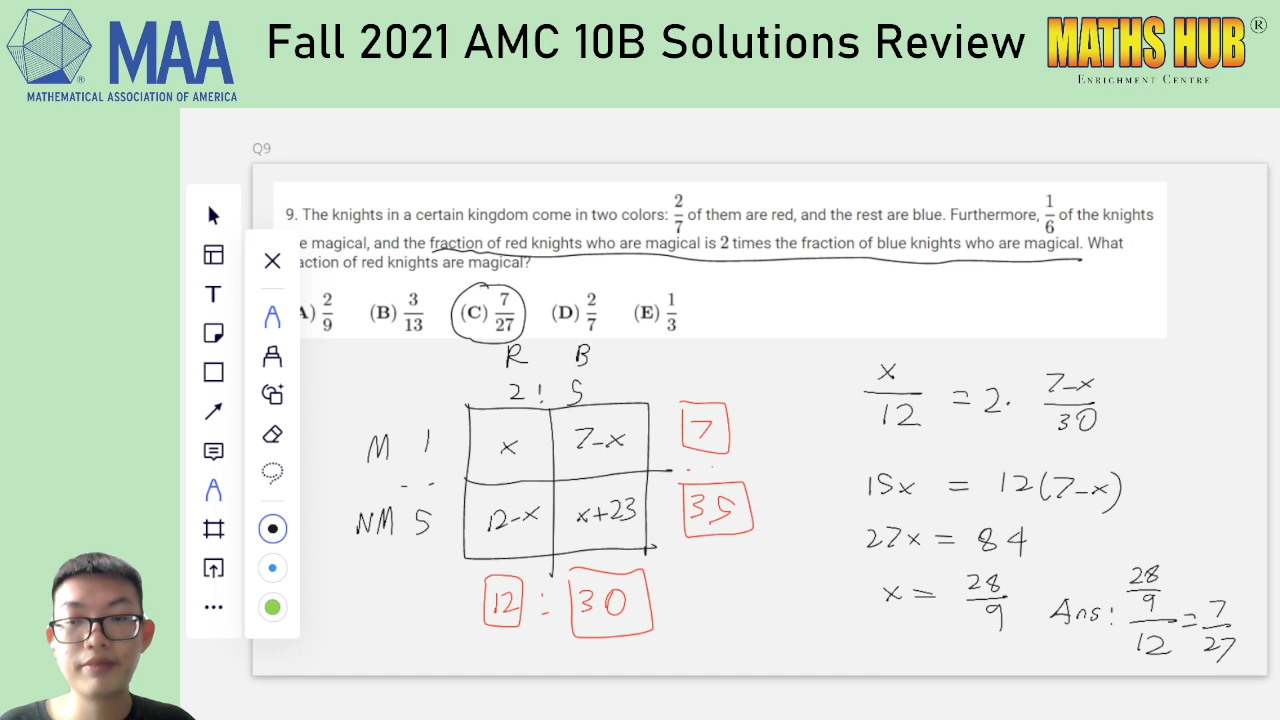 MAA
MATHEMATICAL ASSOCIATION OF AMERICA
Fall 2021 AMC 10B Solutions Review
MATHS HUB ®
ENRICHMENT CENTRE
Q9
9. The knights in a certain kingdom come in two colors: 2/7 of them are red, and the rest are blue. Furthermore, 1/6 of the knights
e magical, and the fraction of red knights who are magical is 2 times the fraction of blue knights who are magical. What
action of red knights are magical?
A) 2/9 (B) 3/13 (C) 7/27 (D) 2/7 (E) 1/3
R B
2 : 5
M 1 x 7-x 7
NM 5 12-x x+23 35
12 : 30
x/12 = 2. 7-x/30
15x = 12(7-x)
27x = 84
x = 28/9
Ans: 28/9/12 = 7/27